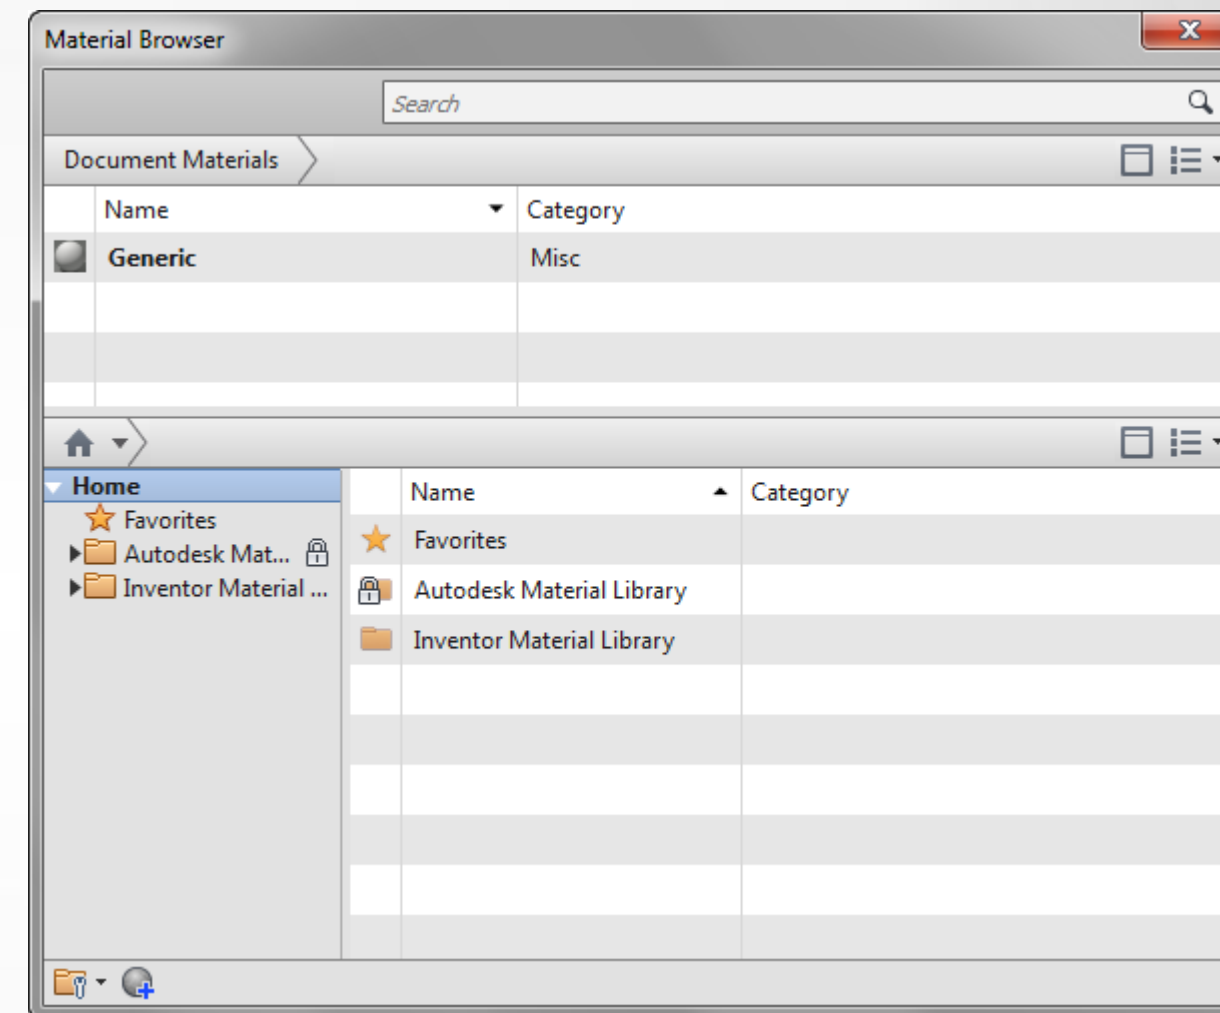 Material Browser
Search
Document Materials
Name Category
Generic Misc
Home
Favorites
Autodesk Mat...
Inventor Material ...
Name Category
Favorites
Autodesk Material Library
Inventor Material Library